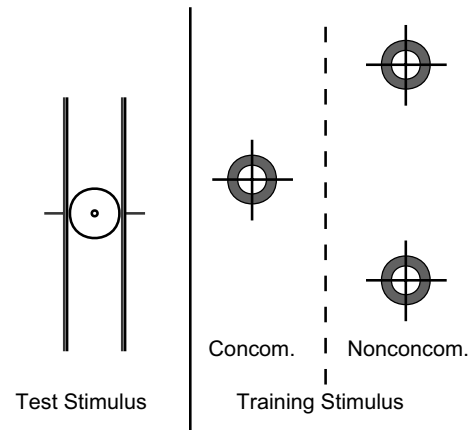 Concom.
Nonconcom.
Test Stimulus
Training Stimulus